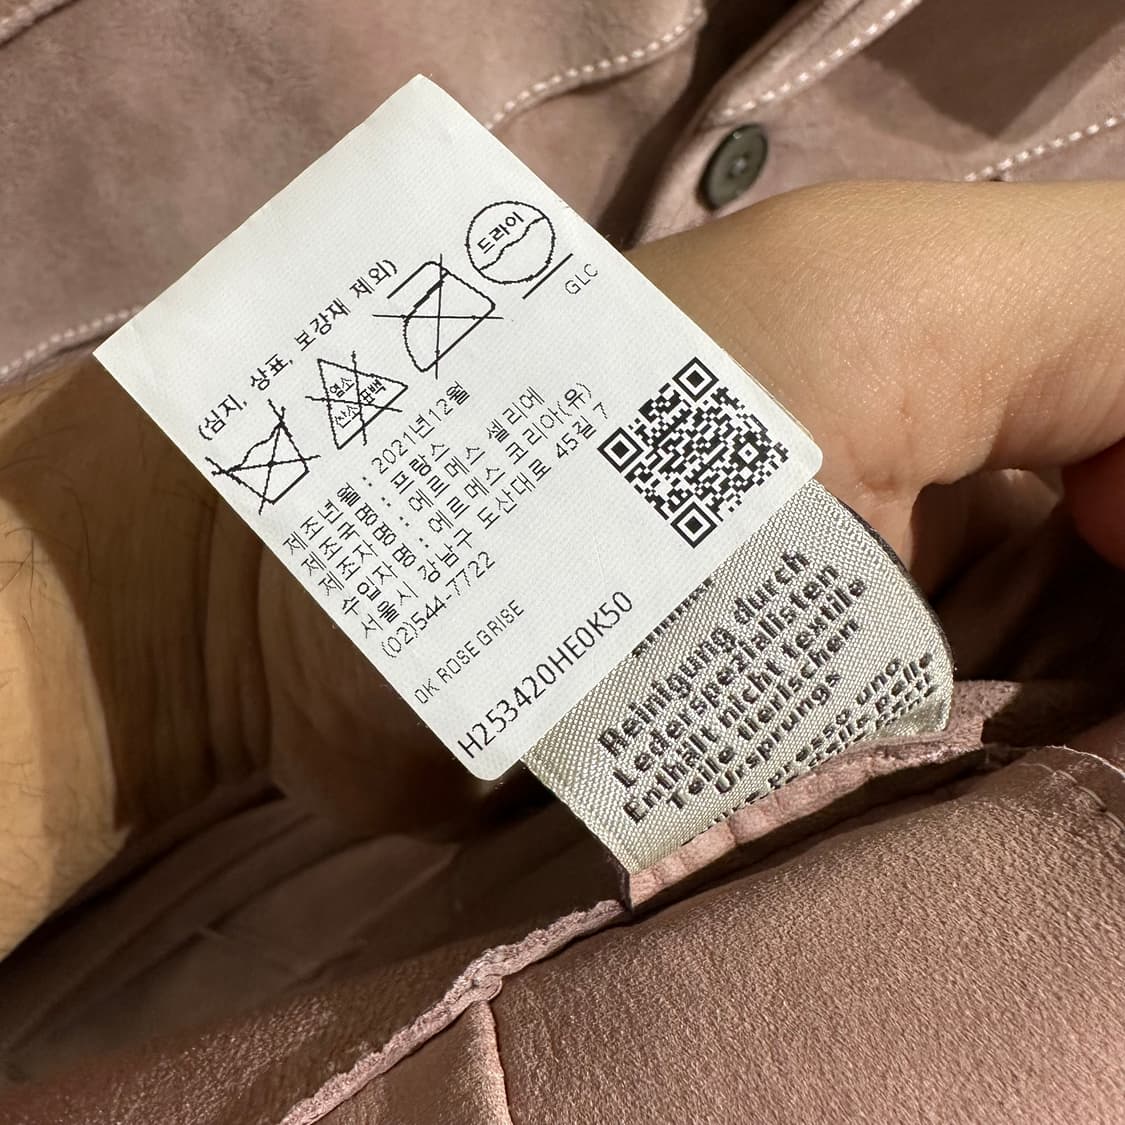 (심지, 상표, 보강재 제외)
염소
산소 표백
드라이
GLC
제조년월 : 2021년12월
제조국명 : 프랑스
제조자명 : 에르메스 셀리에
수입자명 : 에르메스 코리아(유)
서울시 강남구 도산대로 45길 7
(02)544-7722
0K ROSE GRISE
H253420HE0K50
Reinigung durch
Lederspezialisten
Enthält nicht textile
Teile tierischen
Ursprungs
presso uno
pelle